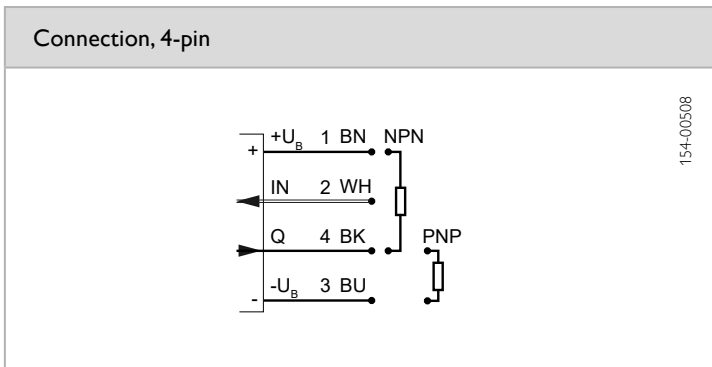 Connection, 4-pin
154-00508
+ +U_B 1 BN NPN
IN 2 WH
Q 4 BK PNP
- -U_B 3 BU